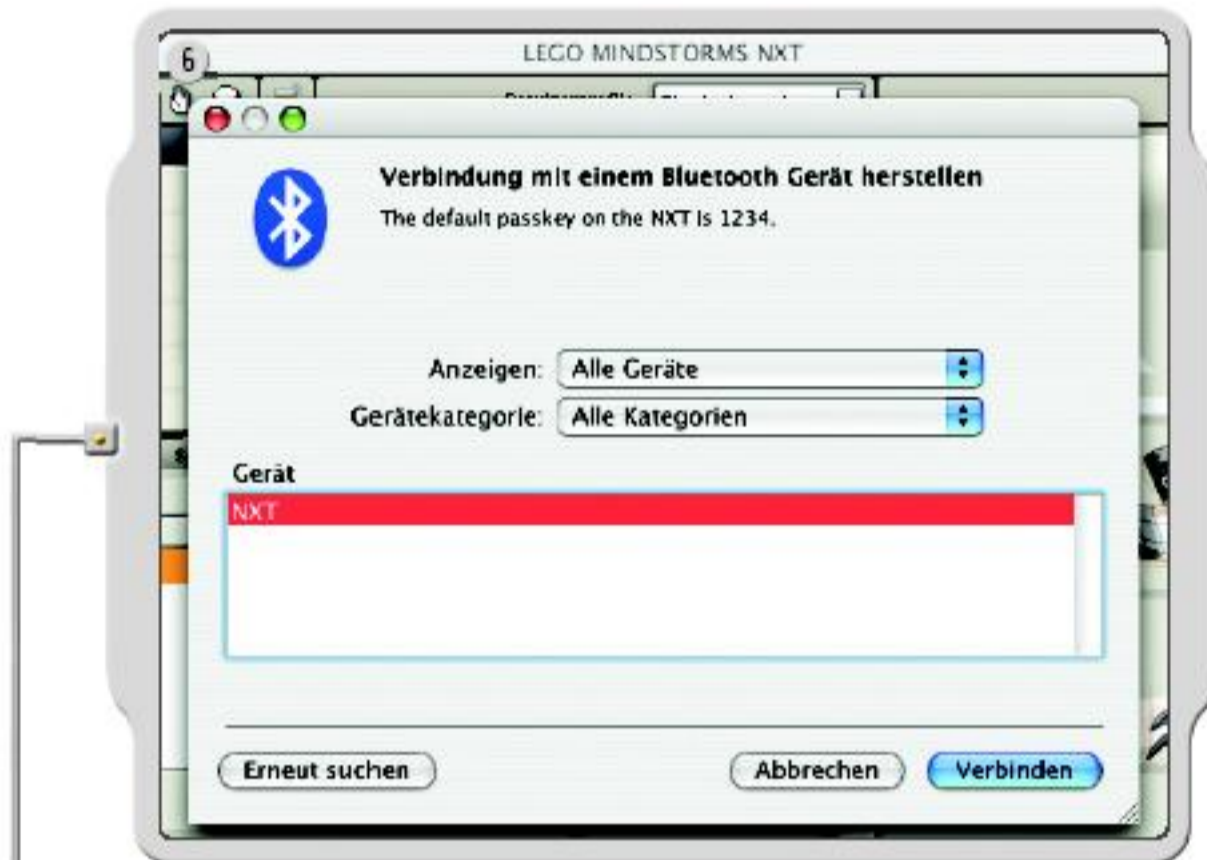 6
LEGO MINDSTORMS NXT
Verbindung mit einem Bluetooth Gerät herstellen
The default passkey on the NXT is 1234.
Anzeigen: Alle Geräte
Gerätekategorie: Alle Kategorien
Gerät
NXT
Erneut suchen Abbrechen Verbinden